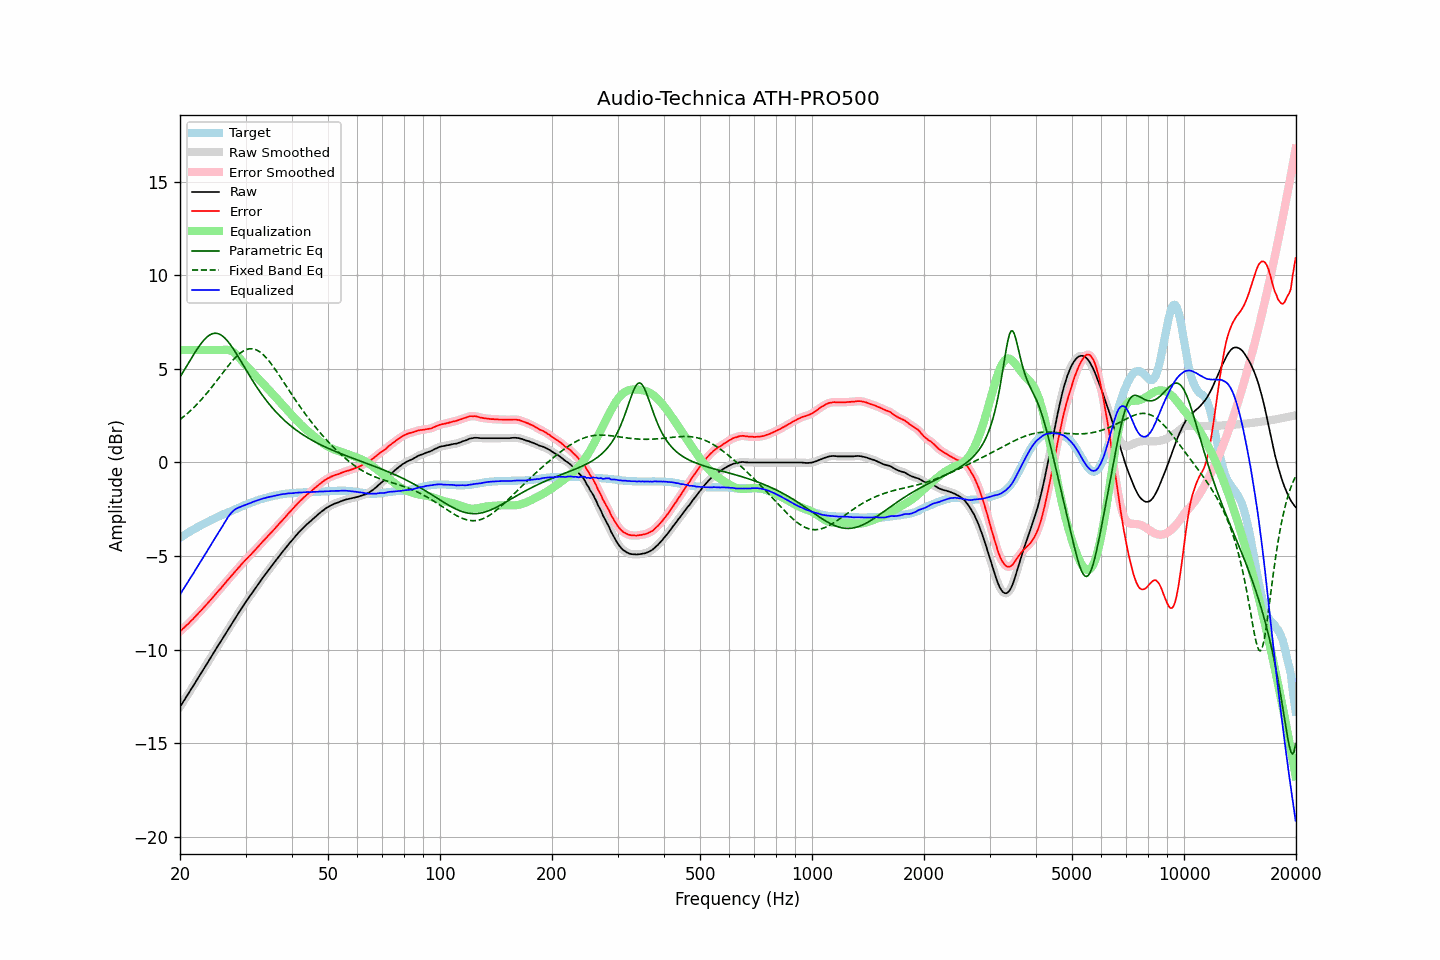 Audio-Technica ATH-PRO500
Target
Raw Smoothed
Error Smoothed
Raw
Error
Equalization
Parametric Eq
Fixed Band Eq
Equalized
Amplitude (dBr)
15
10
5
0
−5
−10
−15
−20
20 50 100 200 500 1000 2000 5000 10000 20000
Frequency (Hz)